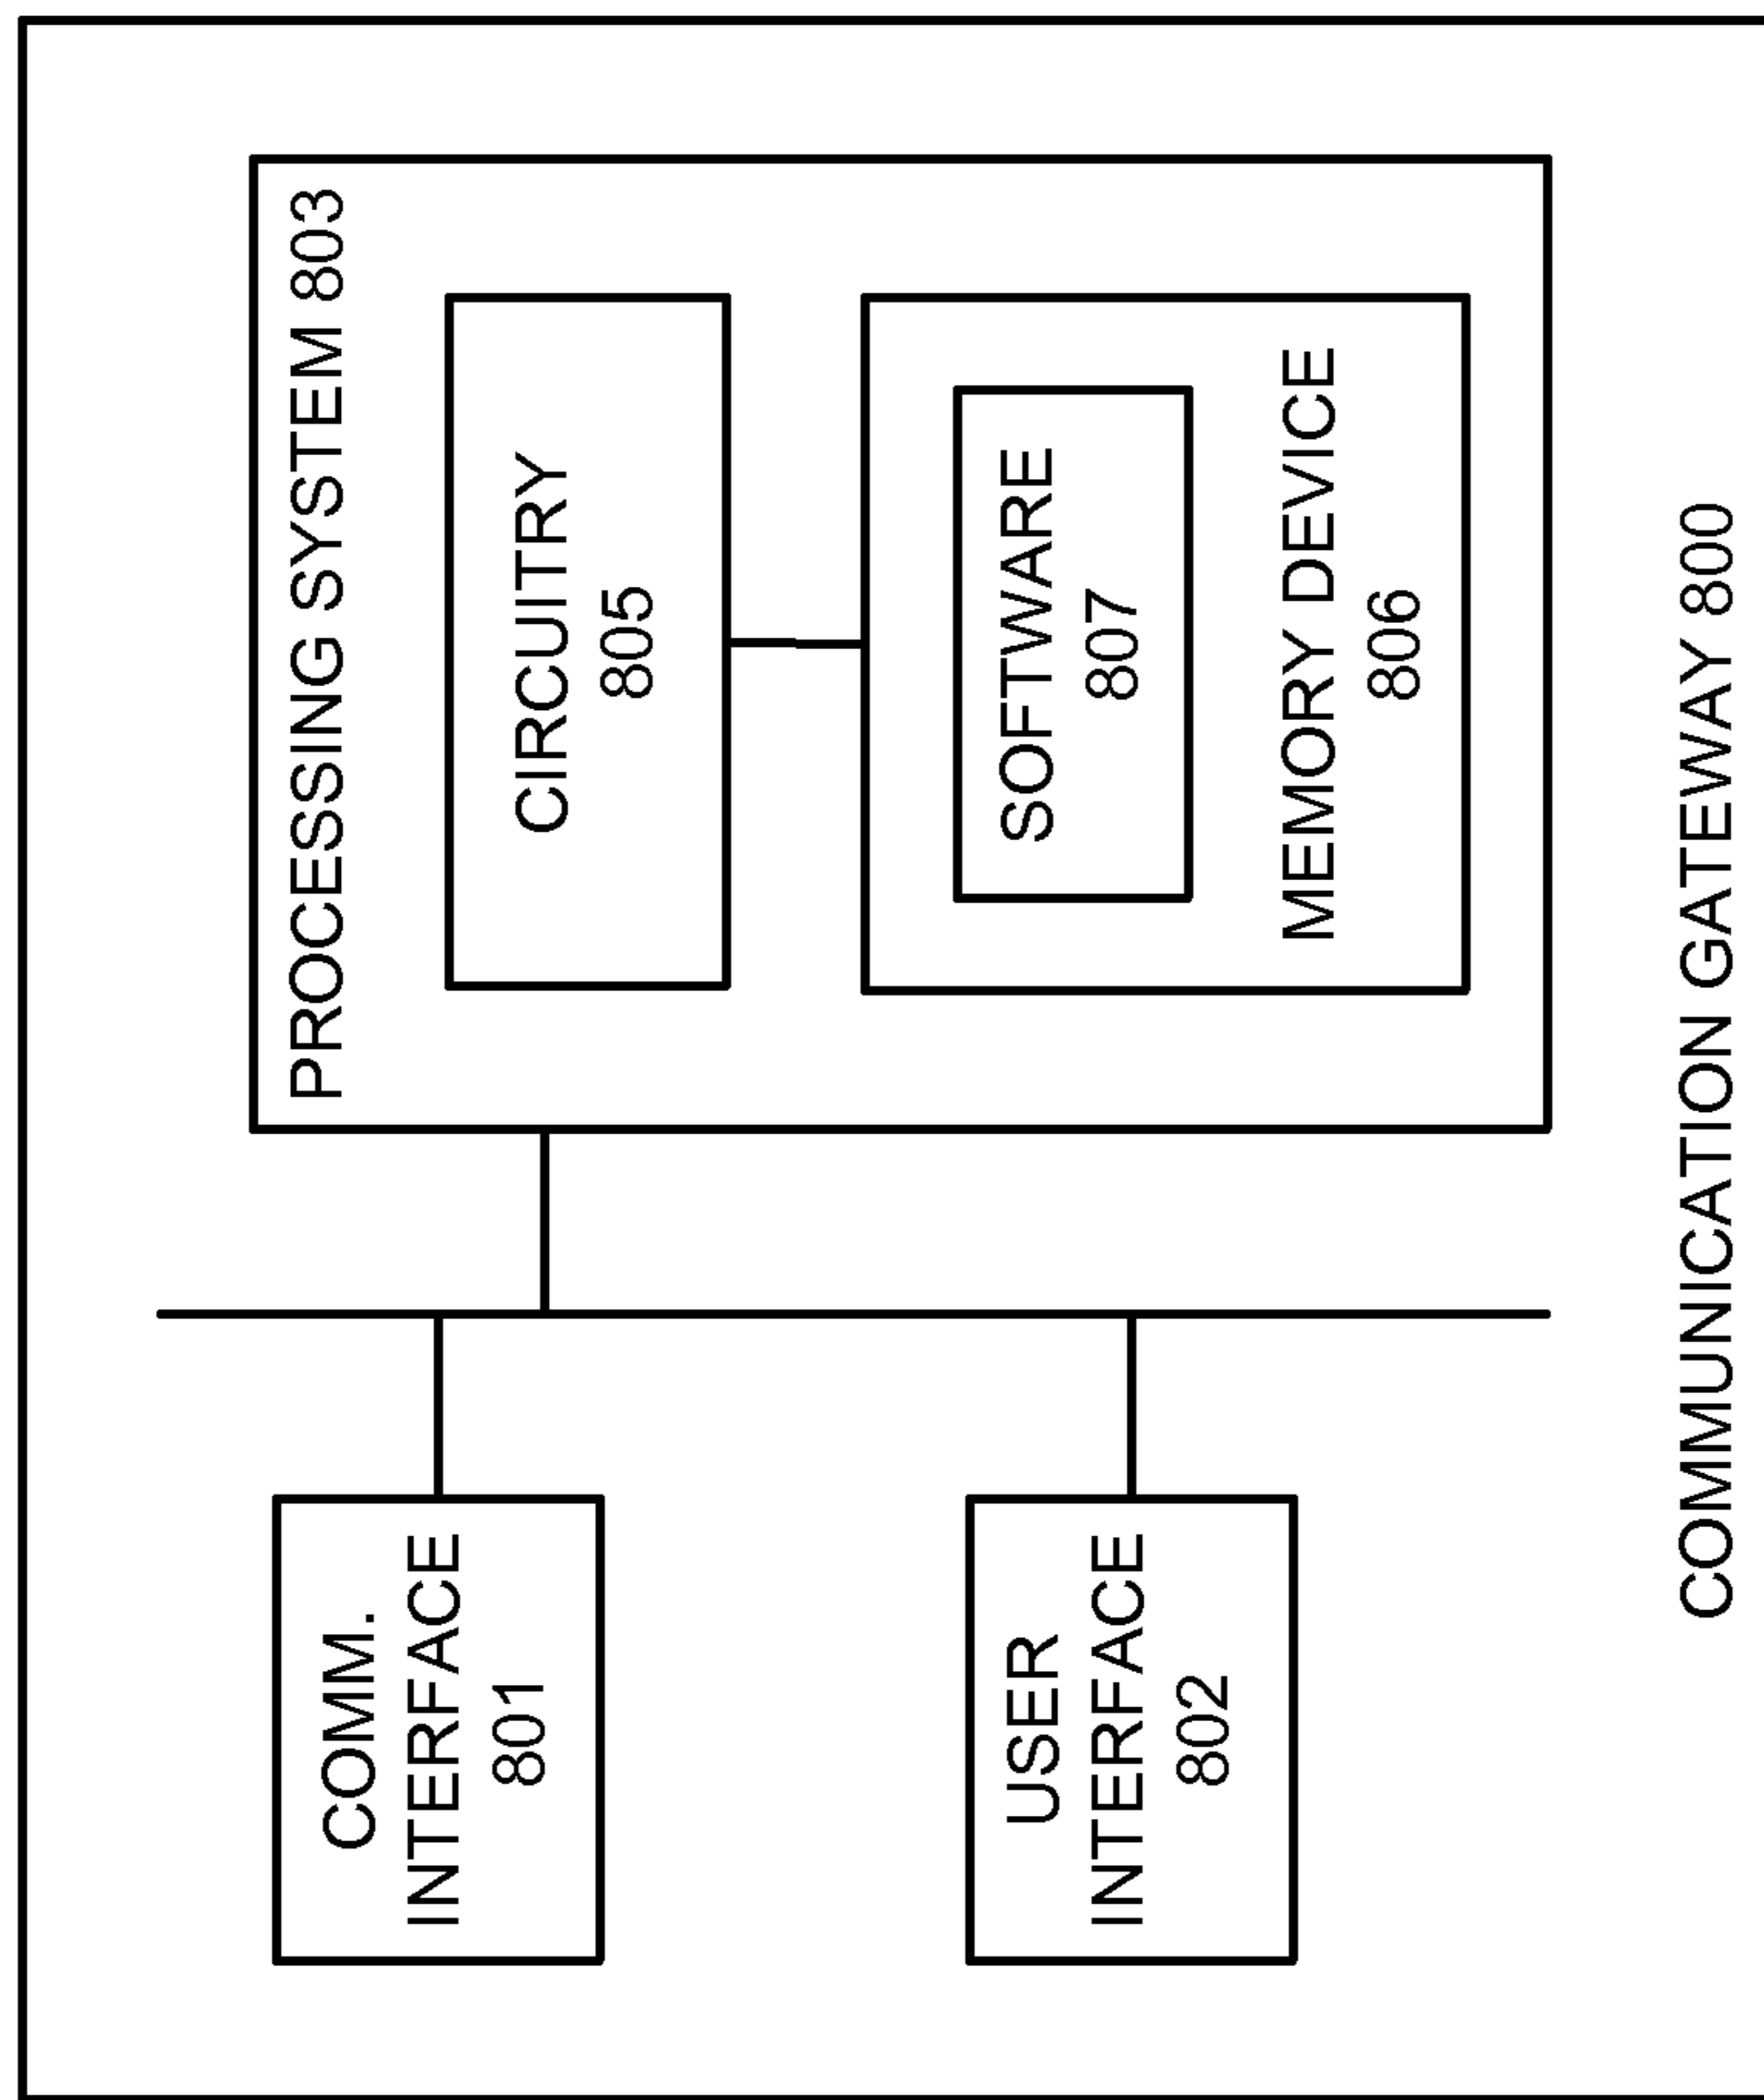 COMM.
INTERFACE
801
USER
INTERFACE
802
PROCESSING SYSTEM 803
CIRCUITRY
805
SOFTWARE
807
MEMORY DEVICE
806
COMMUNICATION GATEWAY 800